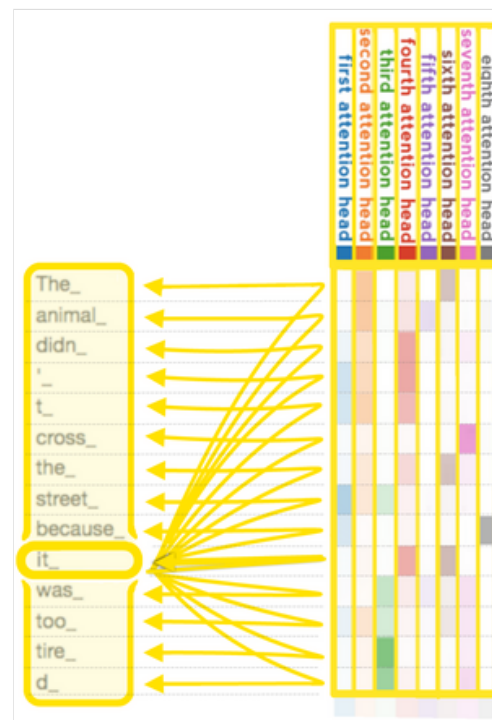 first attention head
second attention head
third attention head
fourth attention head
fifth attention head
sixth attention head
seventh attention head
eighth attention head
The_
animal_
didn_
'_
t_
cross_
the_
street_
because_
it_
was_
too_
tire_
d_